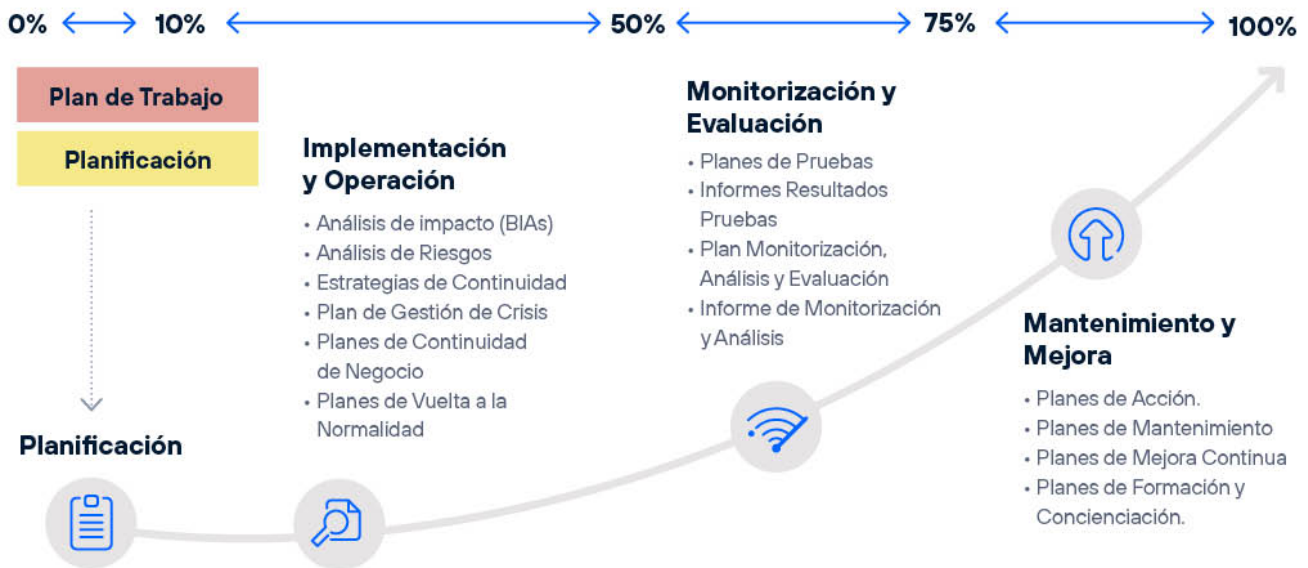 0% 10% 50% 75% 100%
Plan de Trabajo
Planificación
Planificación
Implementación
y Operación
• Análisis de impacto (BIAs)
• Análisis de Riesgos
• Estrategias de Continuidad
• Plan de Gestión de Crisis
• Planes de Continuidad
de Negocio
• Planes de Vuelta a la
Normalidad
Monitorización y
Evaluación
• Planes de Pruebas
• Informes Resultados
Pruebas
• Plan Monitorización,
Análisis y Evaluación
• Informe de Monitorización
y Análisis
Mantenimiento y
Mejora
• Planes de Acción.
• Planes de Mantenimiento
• Planes de Mejora Continua
• Planes de Formación y
Concienciación.